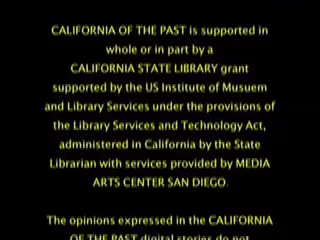 CALIFORNIA OF THE PAST is supported in
whole or in part by a
CALIFORNIA STATE LIBRARY grant
supported by the US Institute of Musuem
and Library Services under the provisions of
the Library Services and Technology Act,
administered in California by the State
Librarian with services provided by MEDIA
ARTS CENTER SAN DIEGO.
The opinions expressed in the CALIFORNIA
OF THE PAST digital stories do not